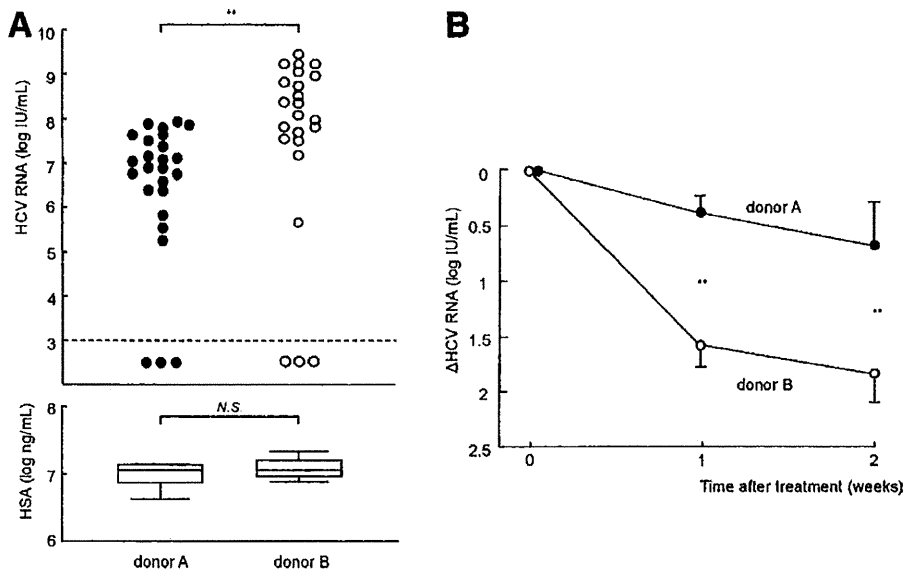 A
**
HCV RNA (log IU/mL)
10
9
8
7
6
5
4
3
N.S.
HSA (log ng/mL)
8
7
6
donor A
donor B
B
ΔHCV RNA (log IU/mL)
0
0.5
1
1.5
2
2.5
donor A
**
**
donor B
0
1
2
Time after treatment (weeks)